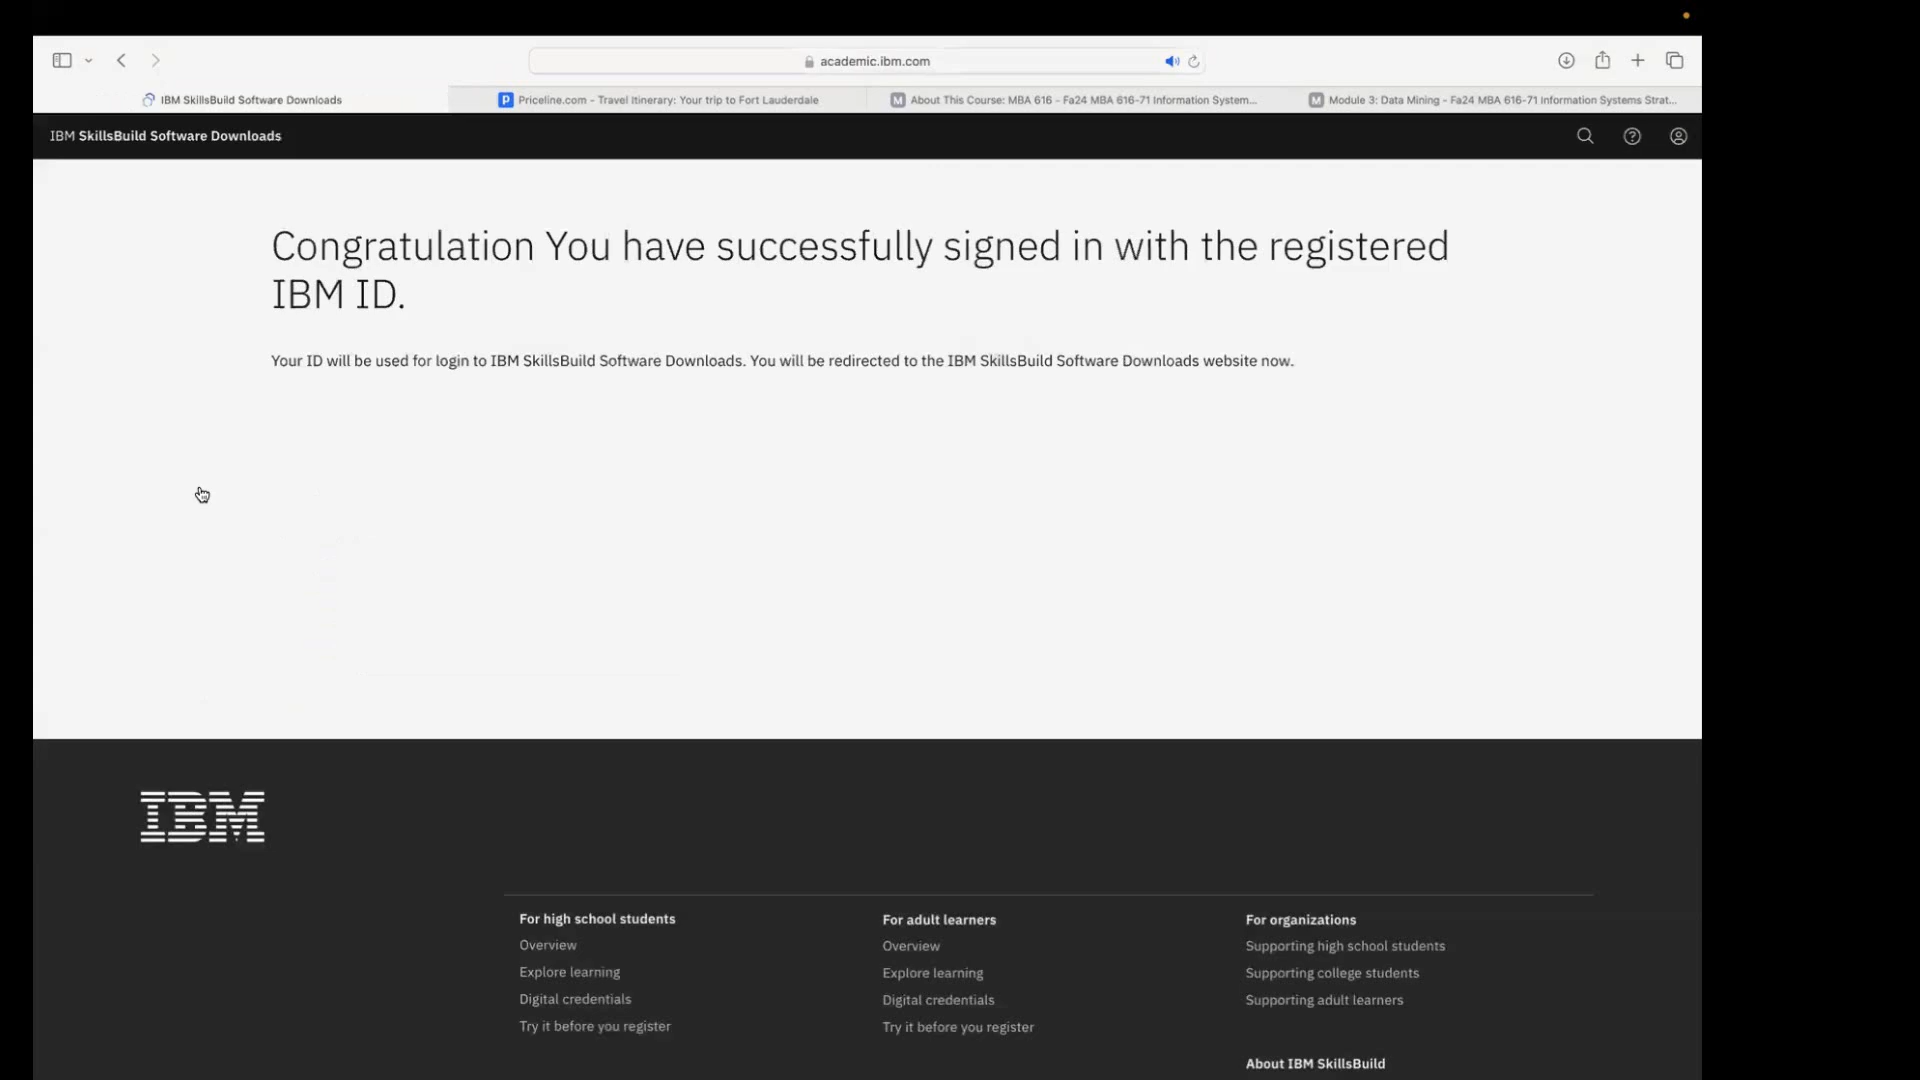 academic.ibm.com
IBM SkillsBuild Software Downloads
Priceline.com - Travel Itinerary: Your trip to Fort Lauderdale
About This Course: MBA 616 - Fa24 MBA 616-71 Information System...
Module 3: Data Mining - Fa24 MBA 616-71 Information Systems Strat...
IBM SkillsBuild Software Downloads
Congratulation You have successfully signed in with the registered
IBM ID.
Your ID will be used for login to IBM SkillsBuild Software Downloads. You will be redirected to the IBM SkillsBuild Software Downloads website now.
IBM
For high school students
Overview
Explore learning
Digital credentials
Try it before you register
For adult learners
Overview
Explore learning
Digital credentials
Try it before you register
For organizations
Supporting high school students
Supporting college students
Supporting adult learners
About IBM SkillsBuild